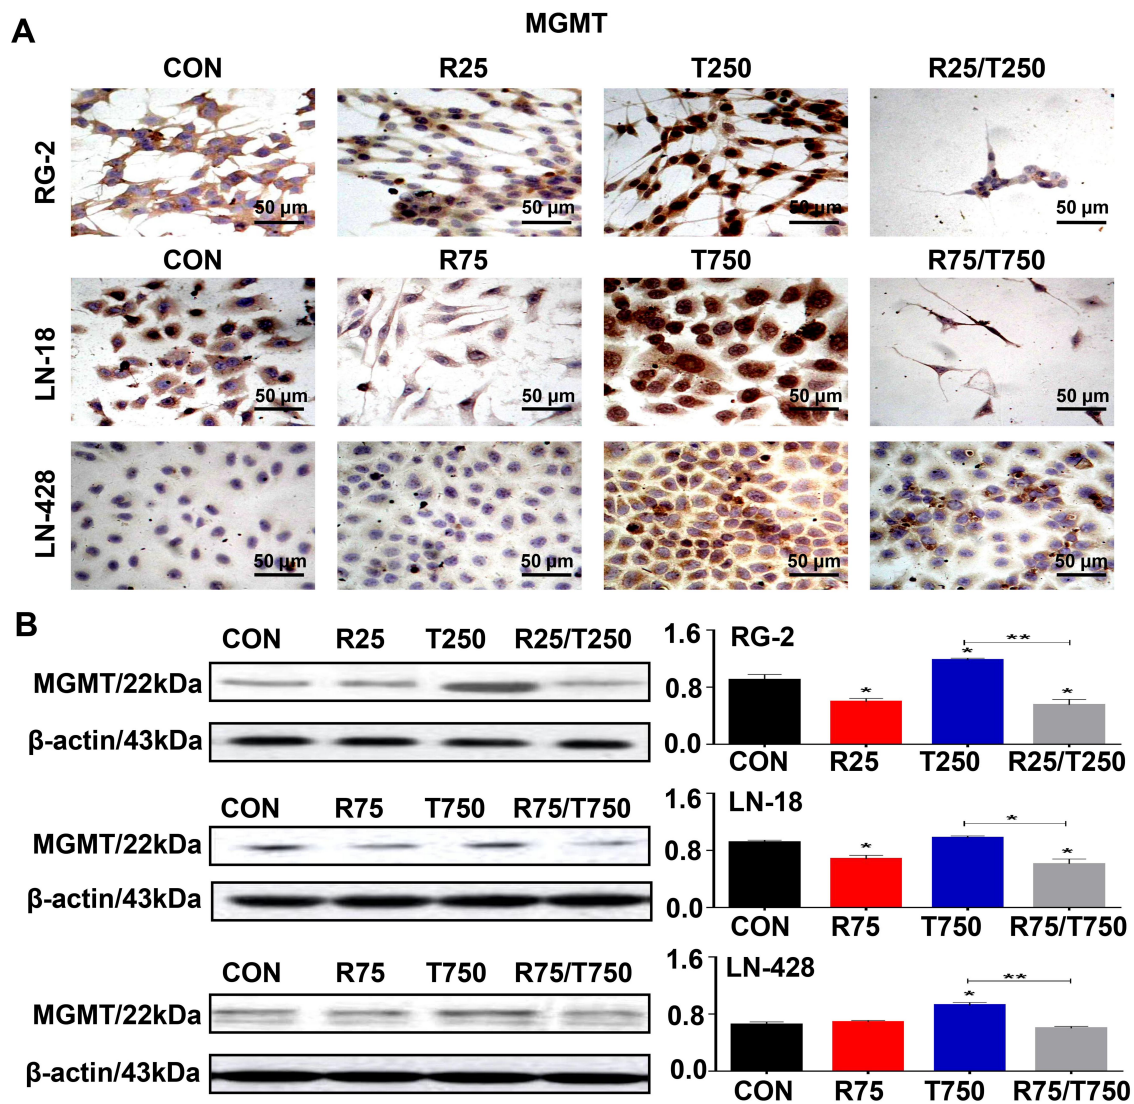 A
MGMT
CON R25 T250 R25/T250
RG-2
50 µm 50 µm 50 µm 50 µm
CON R75 T750 R75/T750
LN-18
50 µm 50 µm 50 µm 50 µm
LN-428
50 µm 50 µm 50 µm 50 µm
B
CON R25 T250 R25/T250
MGMT/22kDa
β-actin/43kDa
1.6
RG-2
**
*
0.8
*
*
0.0
CON R25 T250 R25/T250
CON R75 T750 R75/T750
MGMT/22kDa
β-actin/43kDa
1.6
LN-18
*
0.8
*
*
0.0
CON R75 T750 R75/T750
CON R75 T750 R75/T750
MGMT/22kDa
β-actin/43kDa
1.6
LN-428
**
*
0.8
0.0
CON R75 T750 R75/T750